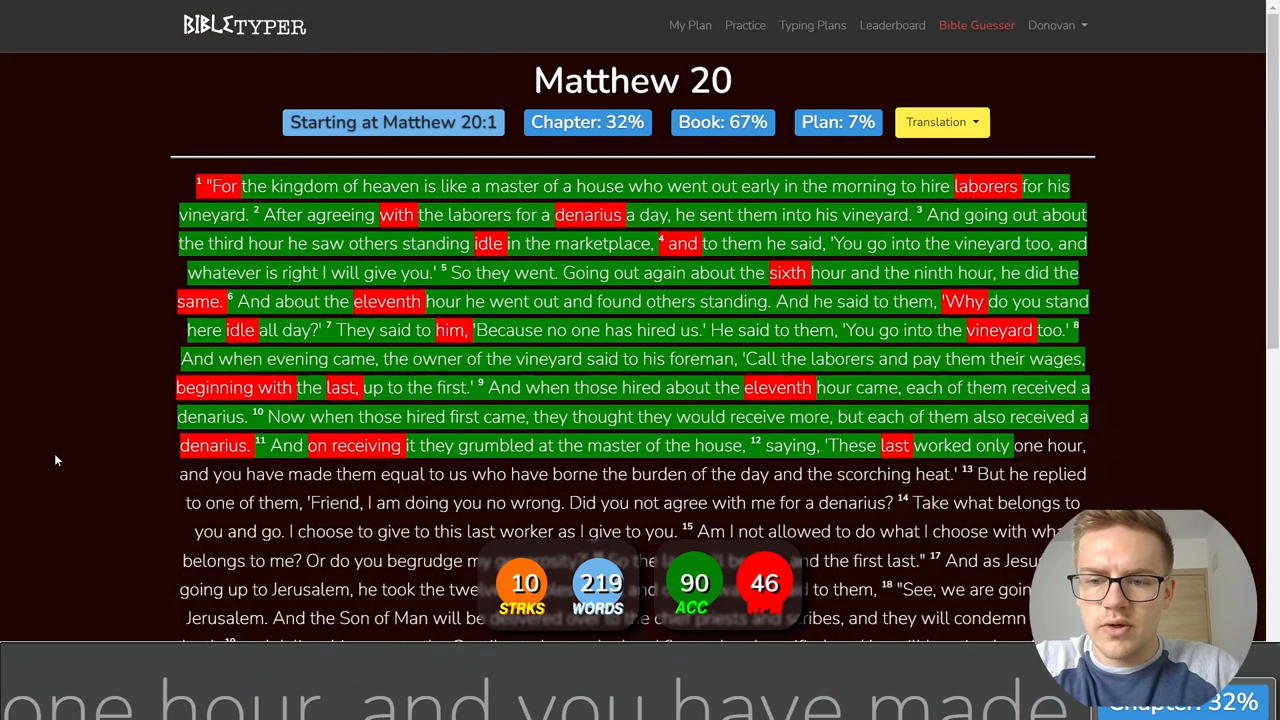 BIBLETYPER My Plan Practice Typing Plans Leaderboard Bible Guesser Donovan
Matthew 20
Starting at Matthew 20:1 Chapter: 32% Book: 67% Plan: 7% Translation
1 "For the kingdom of heaven is like a master of a house who went out early in the morning to hire laborers for his
vineyard. 2 After agreeing with the laborers for a denarius a day, he sent them into his vineyard. 3 And going out about
the third hour he saw others standing idle in the marketplace, 4 and to them he said, 'You go into the vineyard too, and
whatever is right I will give you.' 5 So they went. Going out again about the sixth hour and the ninth hour, he did the
same. 6 And about the eleventh hour he went out and found others standing. And he said to them, 'Why do you stand
here idle all day?' 7 They said to him, 'Because no one has hired us.' He said to them, 'You go into the vineyard too.' 8
And when evening came, the owner of the vineyard said to his foreman, 'Call the laborers and pay them their wages,
beginning with the last, up to the first.' 9 And when those hired about the eleventh hour came, each of them received a
denarius. 10 Now when those hired first came, they thought they would receive more, but each of them also received a
denarius. 11 And on receiving it they grumbled at the master of the house, 12 saying, 'These last worked only one hour,
and you have made them equal to us who have borne the burden of the day and the scorching heat.' 13 But he replied
to one of them, 'Friend, I am doing you no wrong. Did you not agree with me for a denarius? 14 Take what belongs to
you and go. I choose to give to this last worker as I give to you. 15 Am I not allowed to do what I choose with
belongs to me? Or do you begrudge my generosity?' So the last will be and the first last." 17 And as Jesus
going up to Jerusalem, he took the to them, 18 "See, we are going
Jerusalem. And the Son of Man will be delivered over to the chief priests and scribes, and they will condemn
10 STRKS 219 WORDS 90 ACC 46
one hour, and you have made
Chapter: 32%